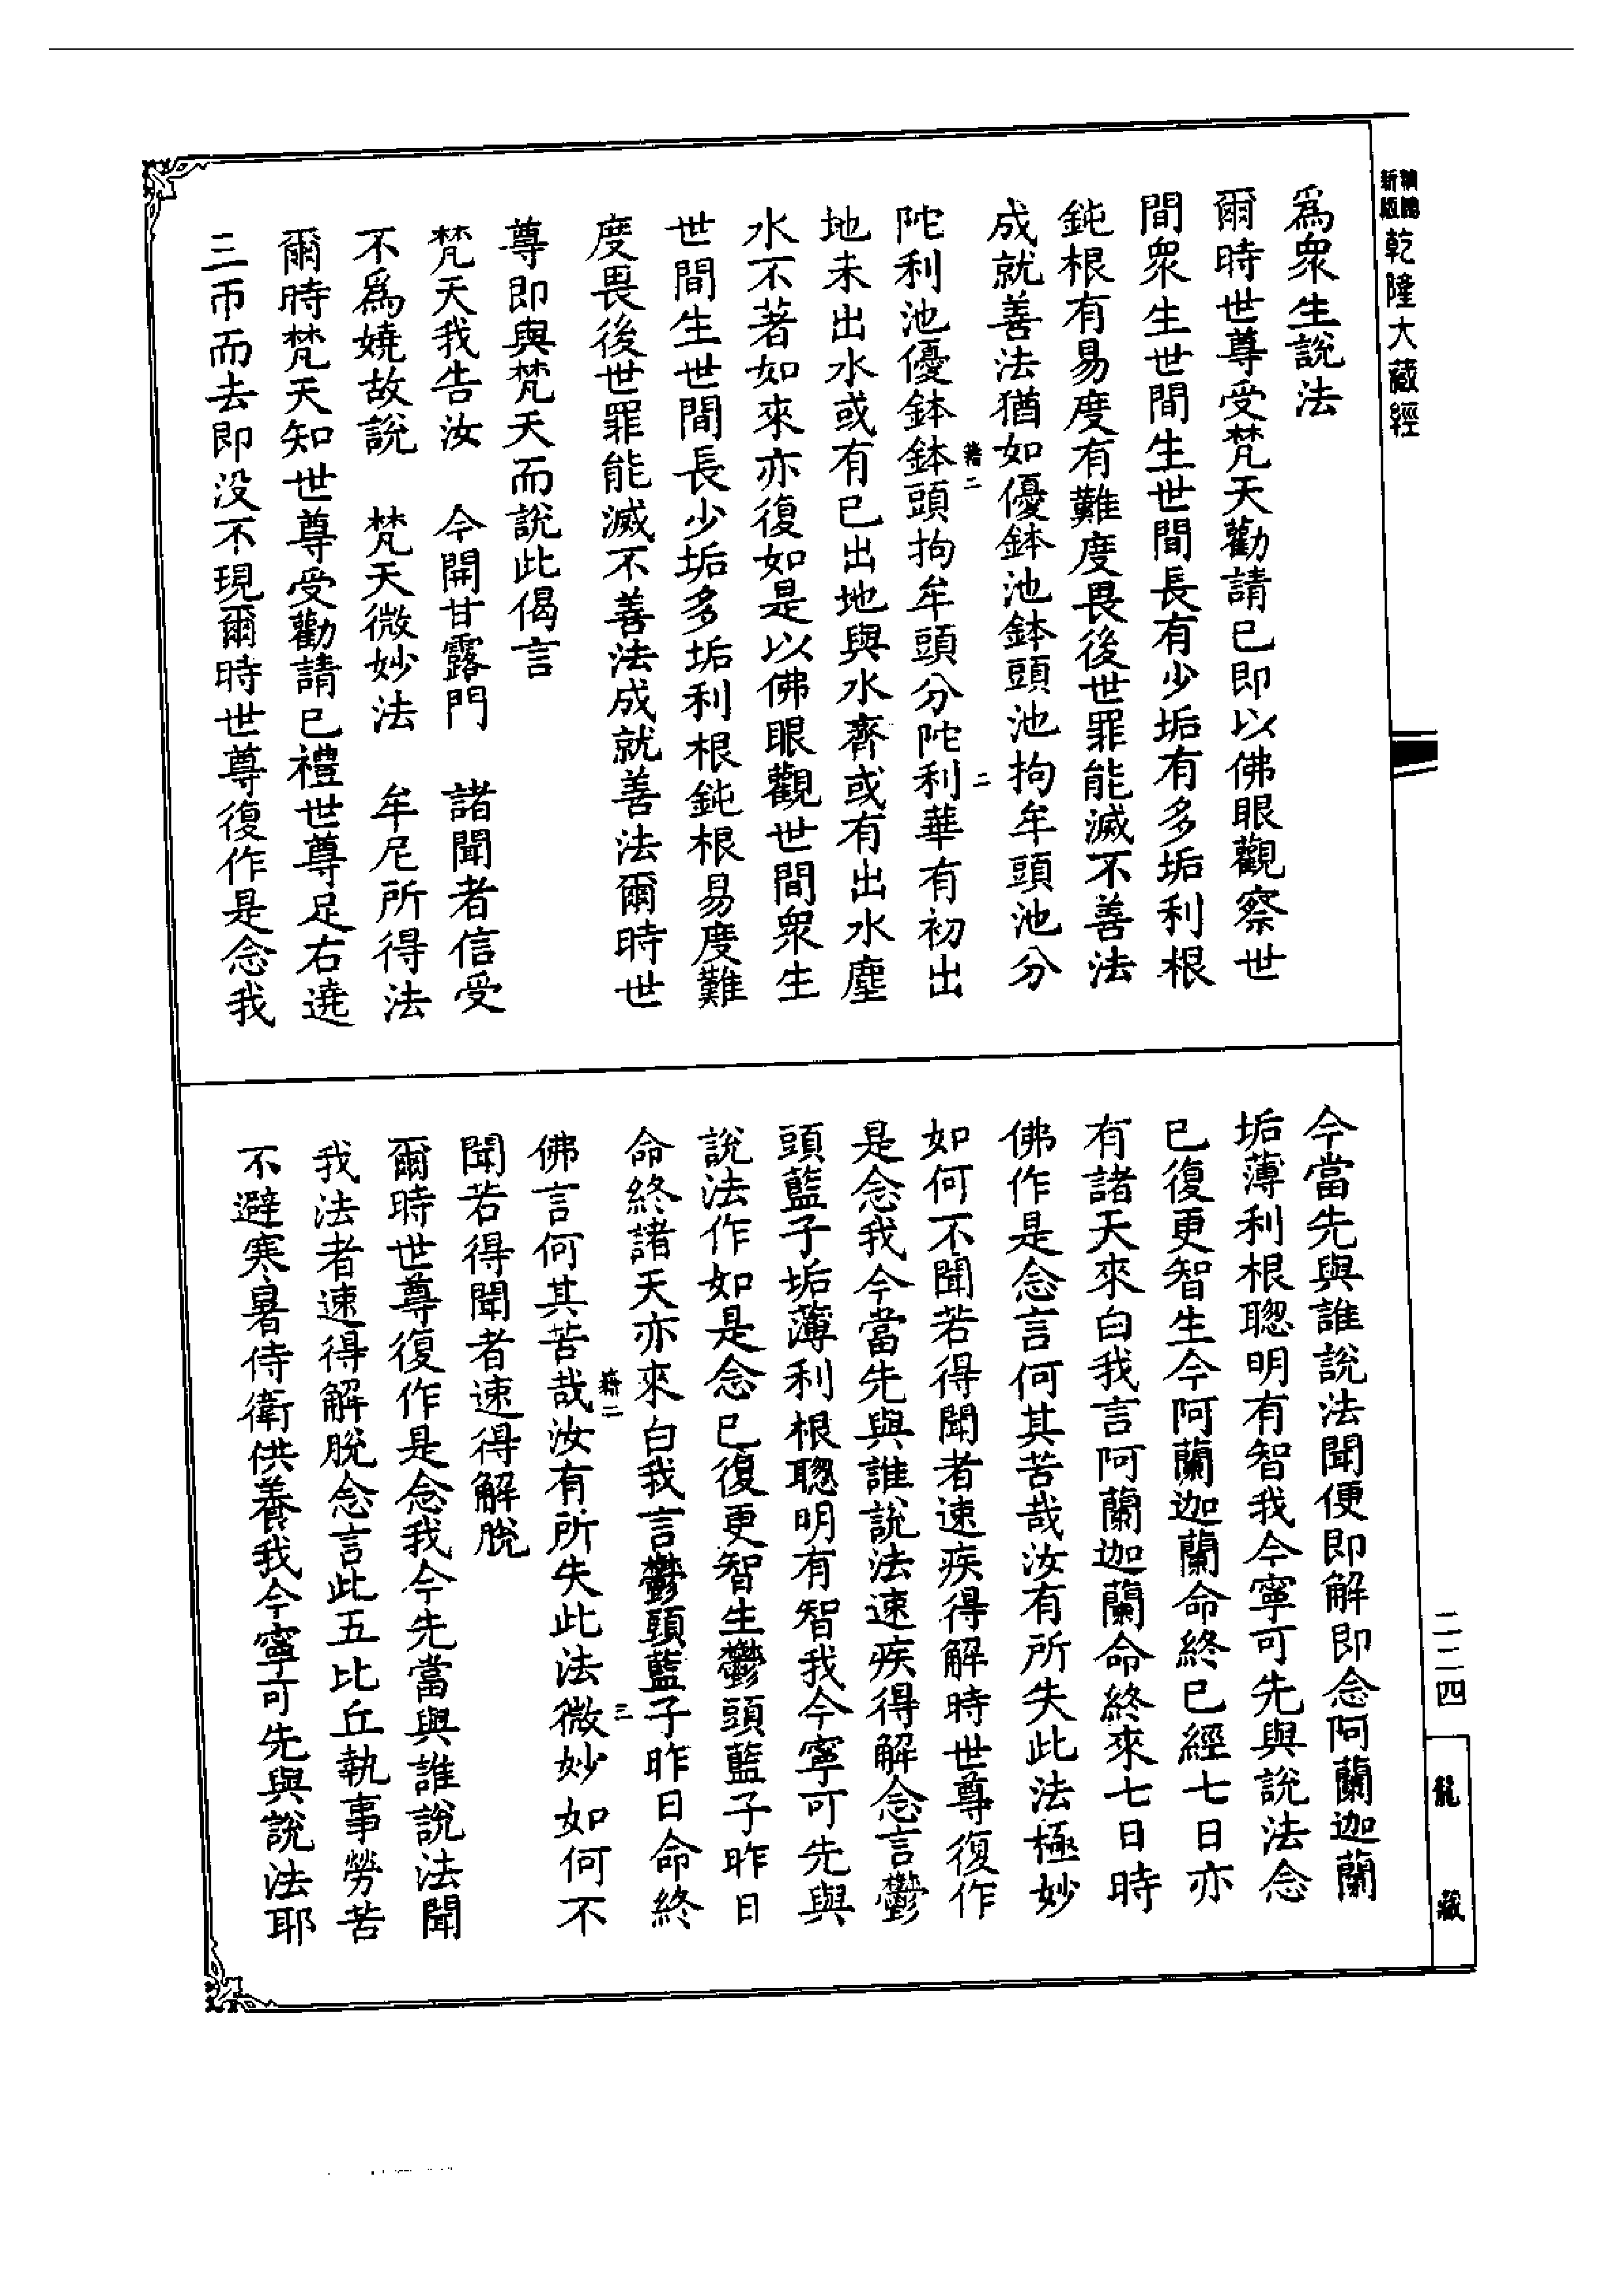 新版
乾隆大藏經
為衆生說法
爾時世尊受梵天勸請已即以佛眼觀察世
間衆生世間生世間長有少垢有多垢利根
鈍根有易度有難度畏後世罪能滅不善法
成就善法猶如優鉢池鉢頭池拘牟頭池分
陀利池優鉢鉢頭拘牟頭分陀利華有初出
地未出水或有已出地與水齊或有出水塵
水不著如來亦復如是以佛眼觀世間衆生
世間生世間長少垢多垢利根鈍根易度難
度畏後世罪能滅不善法成就善法爾時世
尊即與梵天而說此偈言
梵天我告汝　今開甘露門　諸聞者信受
不為嬈故說　梵天微妙法　牟尼所得法
爾時梵天知世尊受勸請已禮世尊足右遶
三帀而去即没不現爾時世尊復作是念我
今當先與誰說法聞便即解即念阿蘭迦蘭
垢薄利根聰明有智我今寧可先與說法念
已復更智生今阿蘭迦蘭命終已經七日亦
有諸天來白我言阿蘭迦蘭命終來七日時
佛作是念言何其苦哉汝有所失此法極妙
如何不聞若得聞者速疾得解時世尊復作
是念我今當先與誰說法速疾得解念言鬱
頭藍子垢薄利根聰明有智我今寧可先與
說法作如是念已復更智生鬱頭藍子昨日
命終諸天亦來白我言鬱頭藍子昨日命終
佛言何其苦哉汝有所失此法微妙如何不
聞若得聞者速得解脫
爾時世尊復作是念我今先當與誰說法聞
我法者速得解脫念言此五比丘執事勞苦
不避寒暑侍衛供養我今寧可先與說法耶
二二四
龍藏